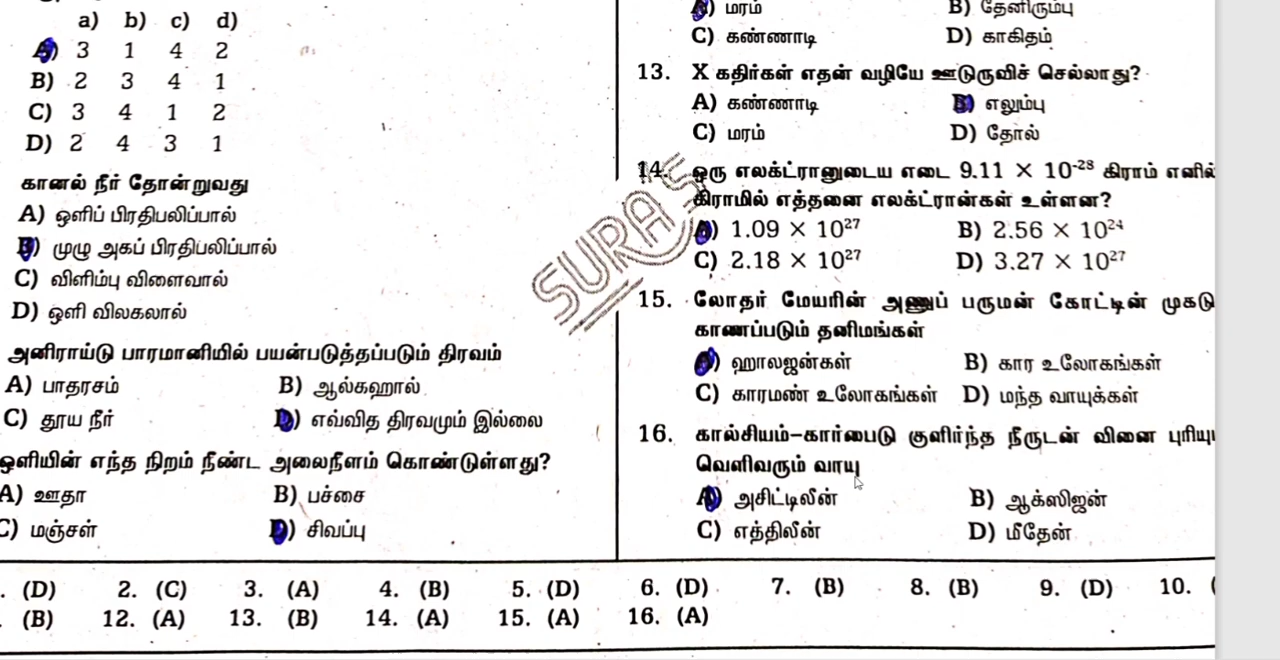 a) b) c) d)
A) 3 1 4 2
B) 2 3 4 1
C) 3 4 1 2
D) 2 4 3 1
கானல் நீர் தோன்றுவது
A) ஒளிப் பிரதிபலிப்பால்
B) முழு அகப் பிரதிபலிப்பால்
C) விளிம்பு விளைவால்
D) ஒளி விலகலால்
அனிராய்டு பாரமானியில் பயன்படுத்தப்படும் திரவம்
A) பாதரசம் B) ஆல்கஹால்
C) தூய நீர் D) எவ்வித திரவமும் இல்லை
ஒளியின் எந்த நிறம் நீண்ட அலைநீளம் கொண்டுள்ளது?
A) ஊதா B) பச்சை
C) மஞ்சள் D) சிவப்பு
A) மரம் B) தேனிரும்பு
C) கண்ணாடி D) காகிதம்
13. X கதிர்கள் எதன் வழியே ஊடுருவிச் செல்லாது?
A) கண்ணாடி B) எலும்பு
C) மரம் D) தோல்
14. ஒரு எலக்ட்ரானுடைய எடை 9.11 × 10⁻²⁸ கிராம் எனில்
கிராமில் எத்தனை எலக்ட்ரான்கள் உள்ளன?
A) 1.09 × 10²⁷ B) 2.56 × 10²⁴
C) 2.18 × 10²⁷ D) 3.27 × 10²⁷
15. லோதர் மேயரின் அணுப் பருமன் கோட்டின் முகடு
காணப்படும் தனிமங்கள்
A) ஹாலஜன்கள் B) கார உலோகங்கள்
C) காரமண் உலோகங்கள் D) மந்த வாயுக்கள்
16. கால்சியம்–கார்பைடு குளிர்ந்த நீருடன் வினை
வெளிவரும் வாயு
A) அசிட்டிலீன் B) ஆக்ஸிஜன்
C) எத்திலீன் D) மீதேன்
SURA'S
. (D) 2. (C) 3. (A) 4. (B) 5. (D) 6. (D) 7. (B) 8. (B) 9. (D) 10. (
. (B) 12. (A) 13. (B) 14. (A) 15. (A) 16. (A)